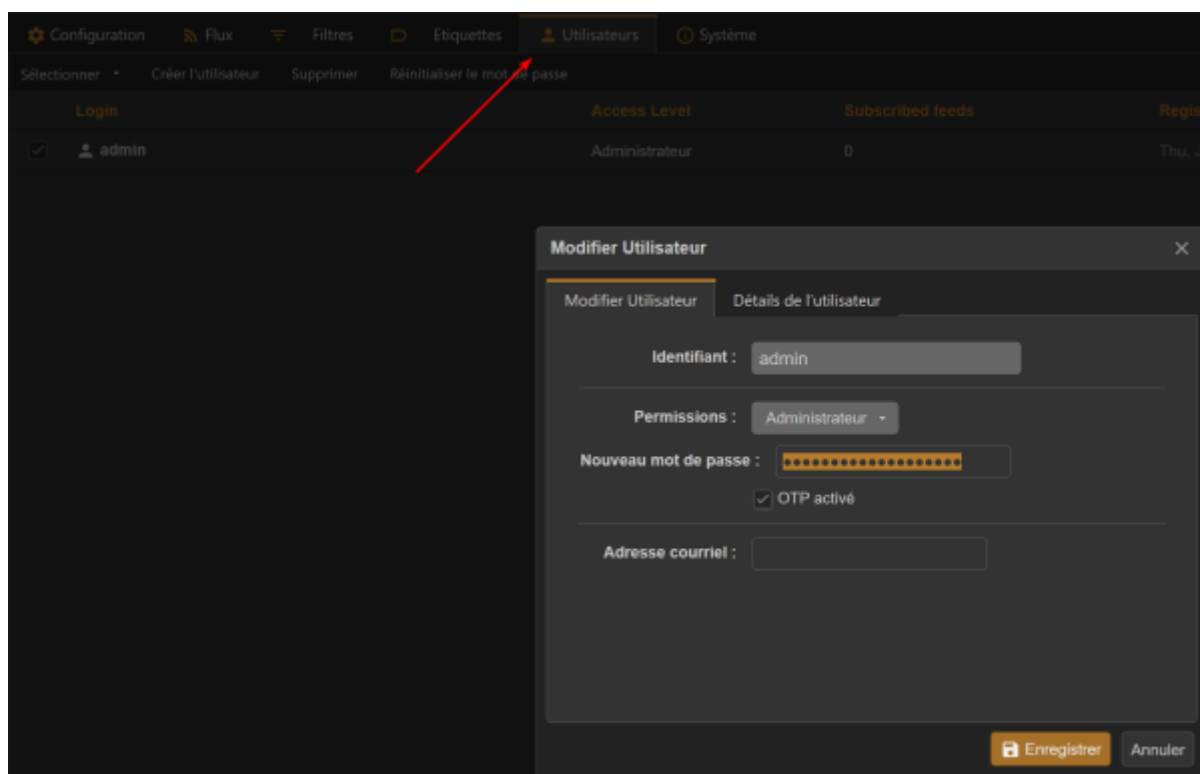 Configuration Flux Filtres Etiquettes Utilisateurs Système
Sélectionner Créer l'utilisateur Supprimer Réinitialiser le mot de passe
Login Access Level Subscribed feeds Regis
admin Administrateur 0 Thu,
Modifier Utilisateur
Modifier Utilisateur Détails de l'utilisateur
Identifiant : admin
Permissions : Administrateur
Nouveau mot de passe :
OTP activé
Adresse courriel :
Enregistrer Annuler